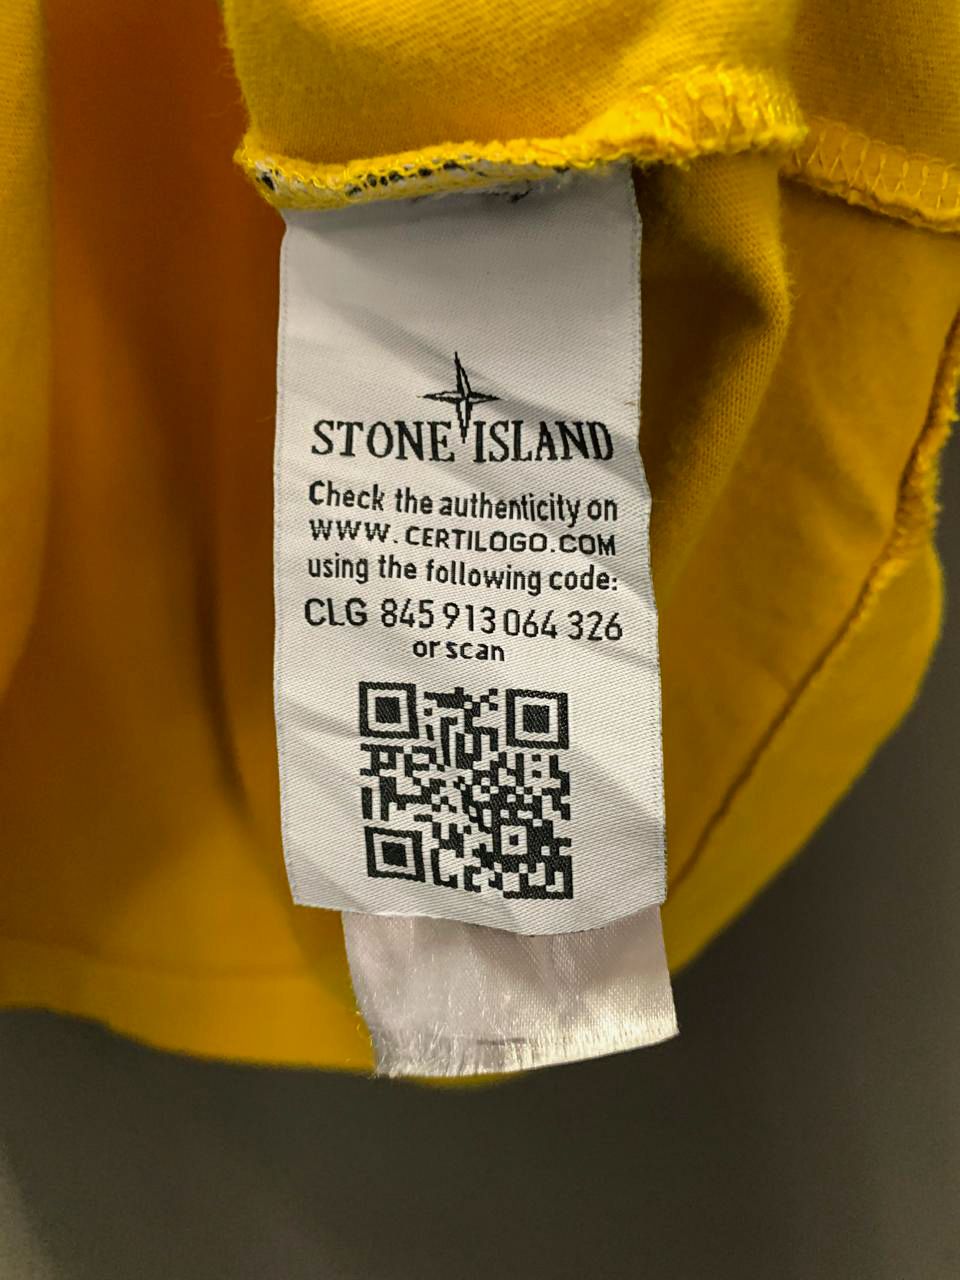 STONE ISLAND
Check the authenticity on
WWW.CERTILOGO.COM
using the following code:
CLG 845 913 064 326
or scan